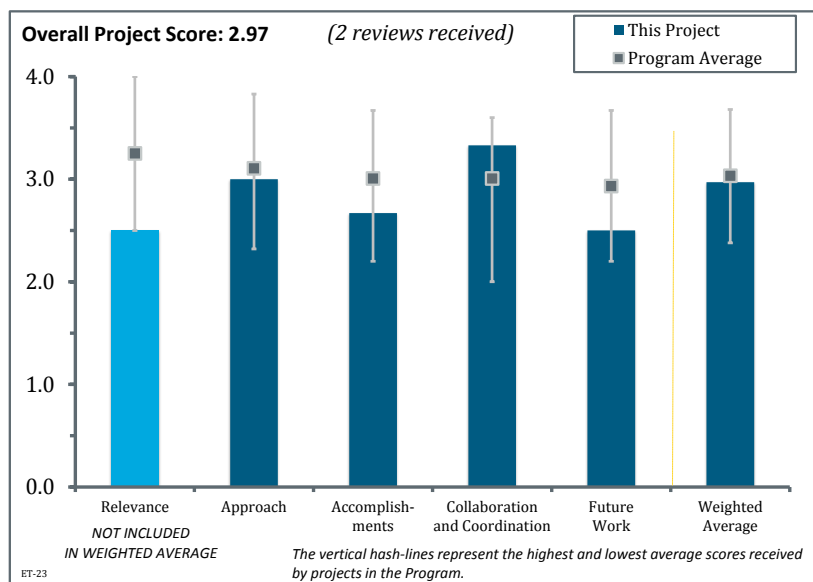 Overall Project Score: 2.97 (2 reviews received)
This Project
Program Average
4.0
3.0
2.0
1.0
0.0
Relevance
Approach
Accomplish-
ments
Collaboration
and Coordination
Future
Work
Weighted
Average
NOT INCLUDED
IN WEIGHTED AVERAGE
The vertical hash-lines represent the highest and lowest average scores received
by projects in the Program.
ET-23